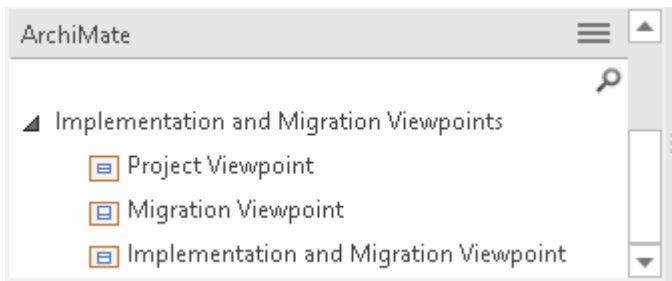 ArchiMate
Implementation and Migration Viewpoints
Project Viewpoint
Migration Viewpoint
Implementation and Migration Viewpoint